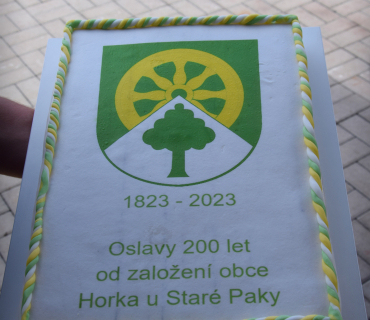 1823 - 2023
Oslavy 200 let
od založení obce
Horka u Staré Paky